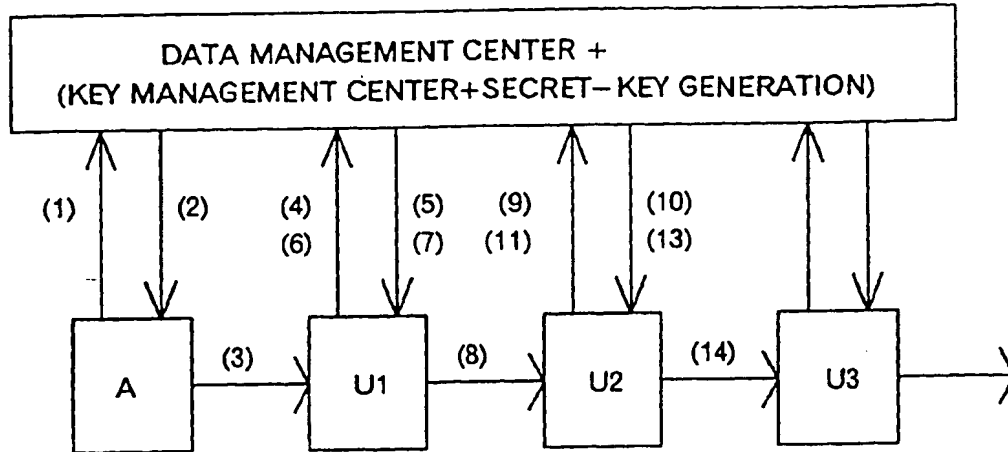 DATA MANAGEMENT CENTER +
(KEY MANAGEMENT CENTER+SECRET-KEY GENERATION)
(1) (2) (4) (5) (9) (10)
(6) (7) (11) (13)
(3) (8) (14)
A U1 U2 U3